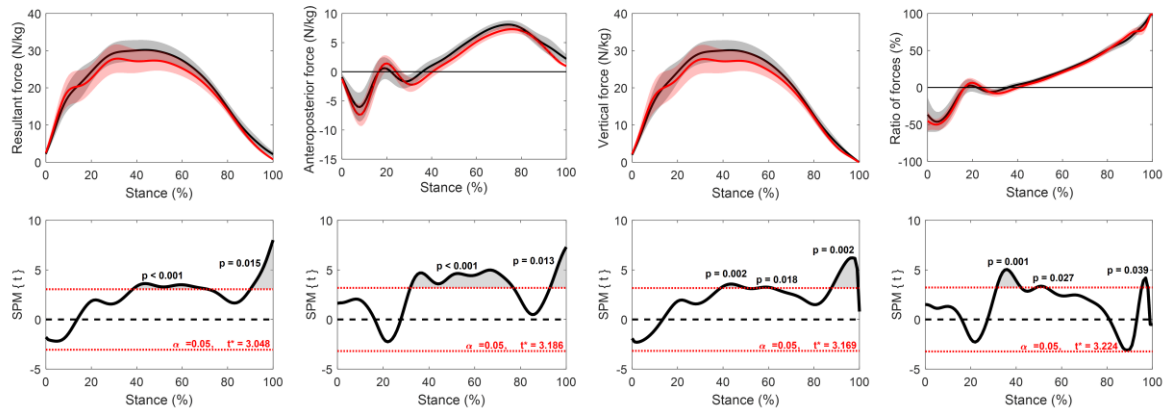 Resultant force (N/kg)
40
30
20
10
0
0 20 40 60 80 100
Stance (%)
Anteroposterior force (N/kg)
10
5
0
-5
-10
-15
0 20 40 60 80 100
Stance (%)
Vertical force (N/kg)
40
30
20
10
0
0 20 40 60 80 100
Stance (%)
Ratio of forces (%)
100
50
0
-50
-100
0 20 40 60 80 100
Stance (%)
SPM { t }
10
5
0
-5
p < 0.001
p = 0.015
α =0.05, t* = 3.048
0 20 40 60 80 100
Stance (%)
SPM { t }
10
5
0
-5
p <0.001
p = 0.013
α =0.05, t* = 3.186
0 20 40 60 80 100
Stance (%)
SPM { t }
10
5
0
-5
p = 0.002
p = 0.018
p = 0.002
α =0.05, t* = 3.169
0 20 40 60 80 100
Stance (%)
SPM { t }
10
5
0
-5
p = 0.001
p = 0.027
p = 0.039
α =0.05, t* = 3.224
0 20 40 60 80 100
Stance (%)